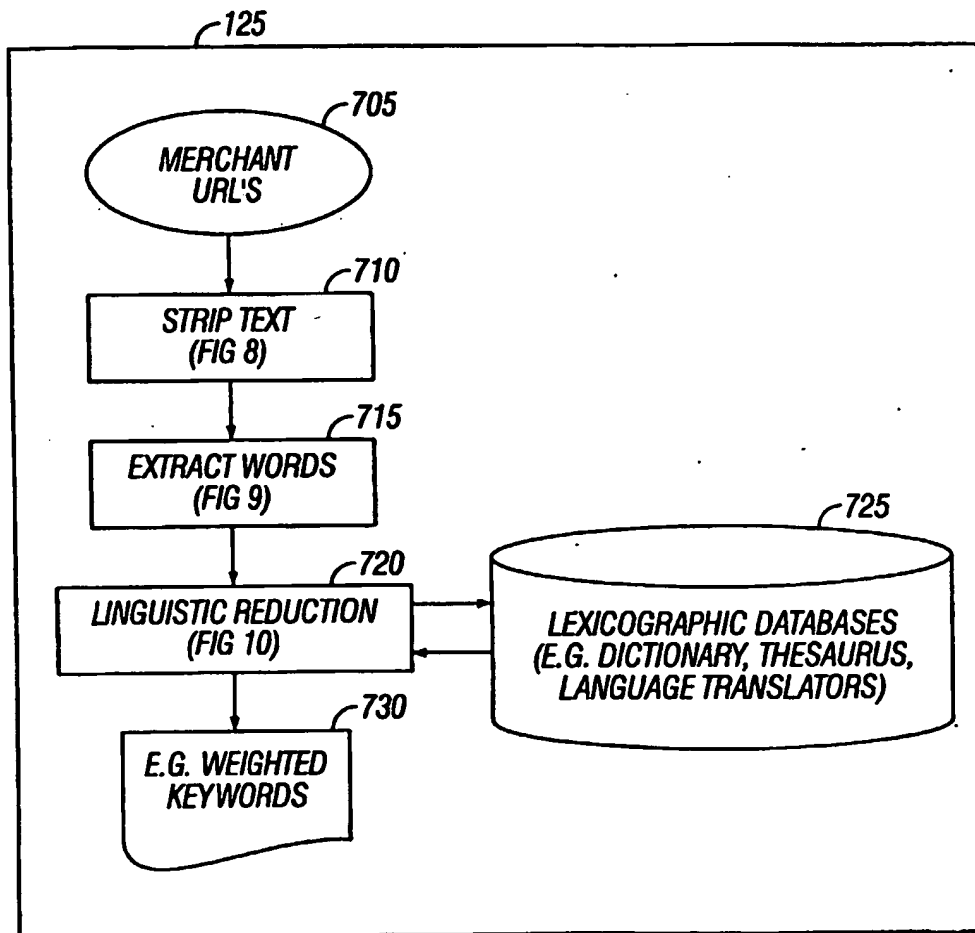 125
705
MERCHANT
URL'S
710
STRIP TEXT
(FIG 8)
715
EXTRACT WORDS
(FIG 9)
720
LINGUISTIC REDUCTION
(FIG 10)
725
LEXICOGRAPHIC DATABASES
(E.G. DICTIONARY, THESAURUS,
LANGUAGE TRANSLATORS)
730
E.G. WEIGHTED
KEYWORDS